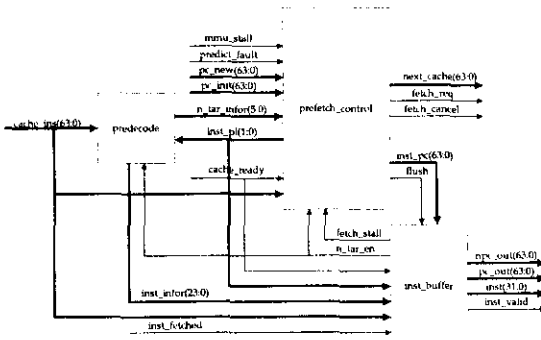 mmu_stall
predict_fault
pc_new(63:0)
pc_init(63:0)
next_cache(63:0)
fetch_req
n_tar_infor(5:0)
prefetch_control
fetch_cancel
cache_ins(63:0)
predecode
inst_pl(1:0)
inst_pc(63:0)
cache_ready
flush
fetch_stall
n_tar_en
npc_out(63:0)
pc_out(63:0)
inst_buffer
inst_infor(23:0)
inst(31:0)
inst_valid
inst_fetched